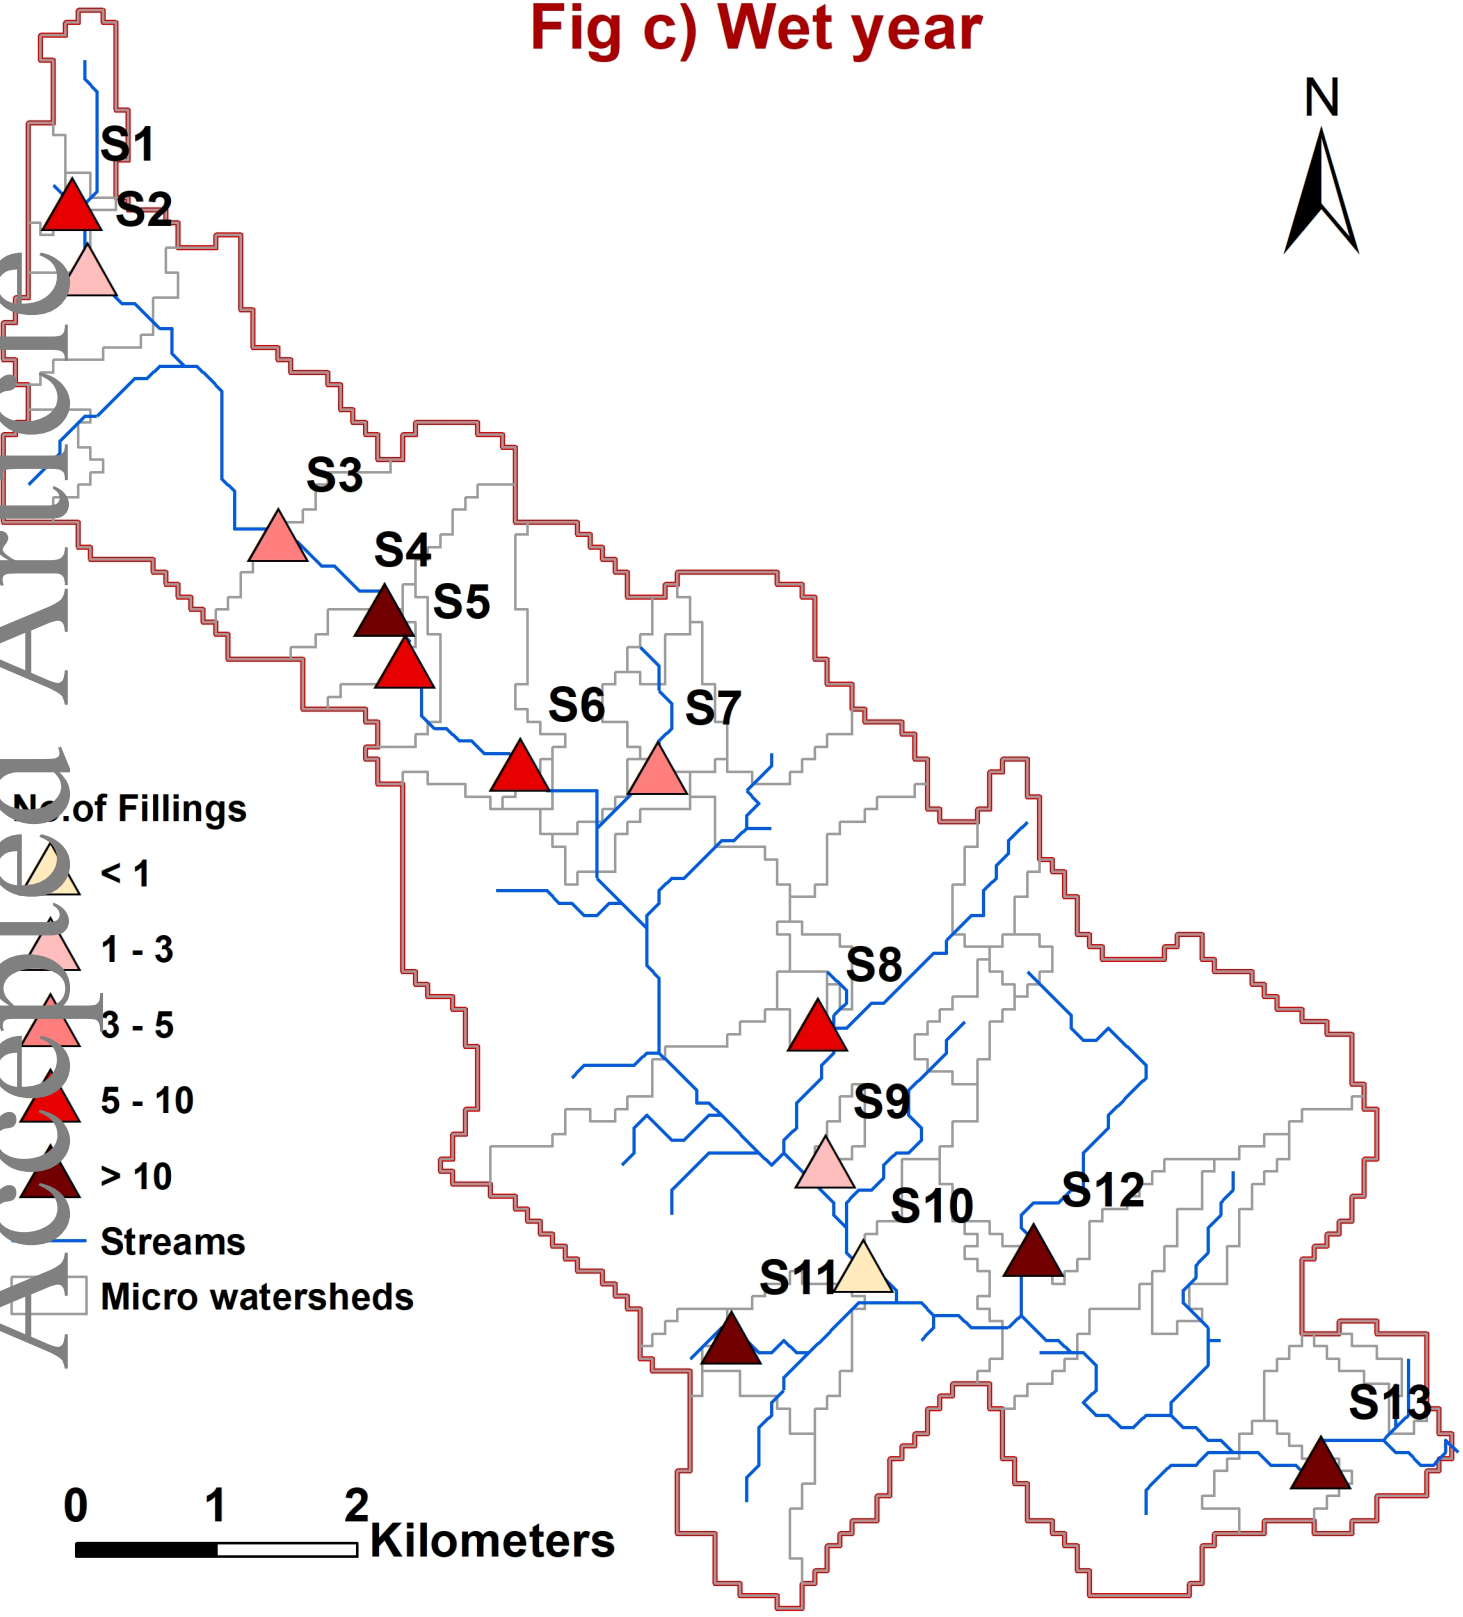 Fig c) Wet year
N
S1
S2
S3
S4
S5
S6
S7
S8
S9
S10
S11
S12
S13
No.of Fillings
< 1
1 - 3
3 - 5
5 - 10
> 10
Streams
Micro watersheds
0 1 2
Kilometers
Accepted Article